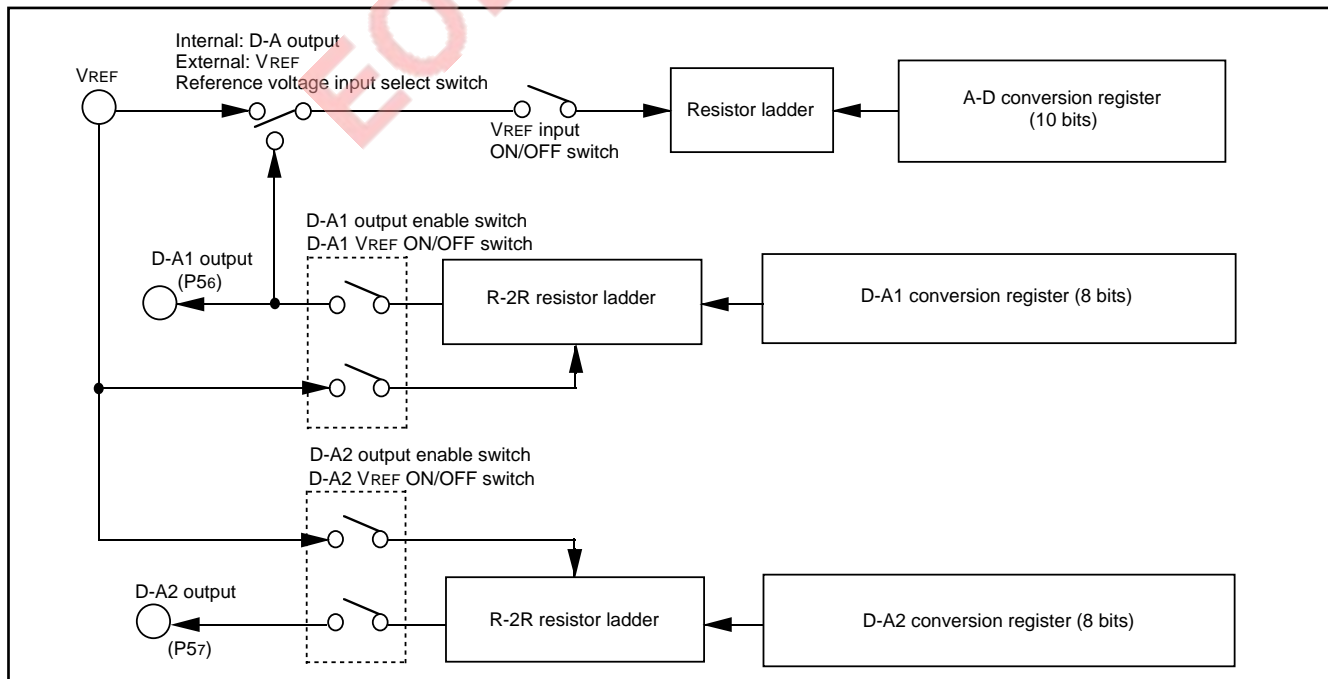 Internal: D-A output
External: VREF
Reference voltage input select switch
VREF
VREF input
ON/OFF switch
Resistor ladder
A-D conversion register
(10 bits)
D-A1 output enable switch
D-A1 VREF ON/OFF switch
D-A1 output
(P56)
R-2R resistor ladder
D-A1 conversion register (8 bits)
D-A2 output enable switch
D-A2 VREF ON/OFF switch
D-A2 output
(P57)
R-2R resistor ladder
D-A2 conversion register (8 bits)